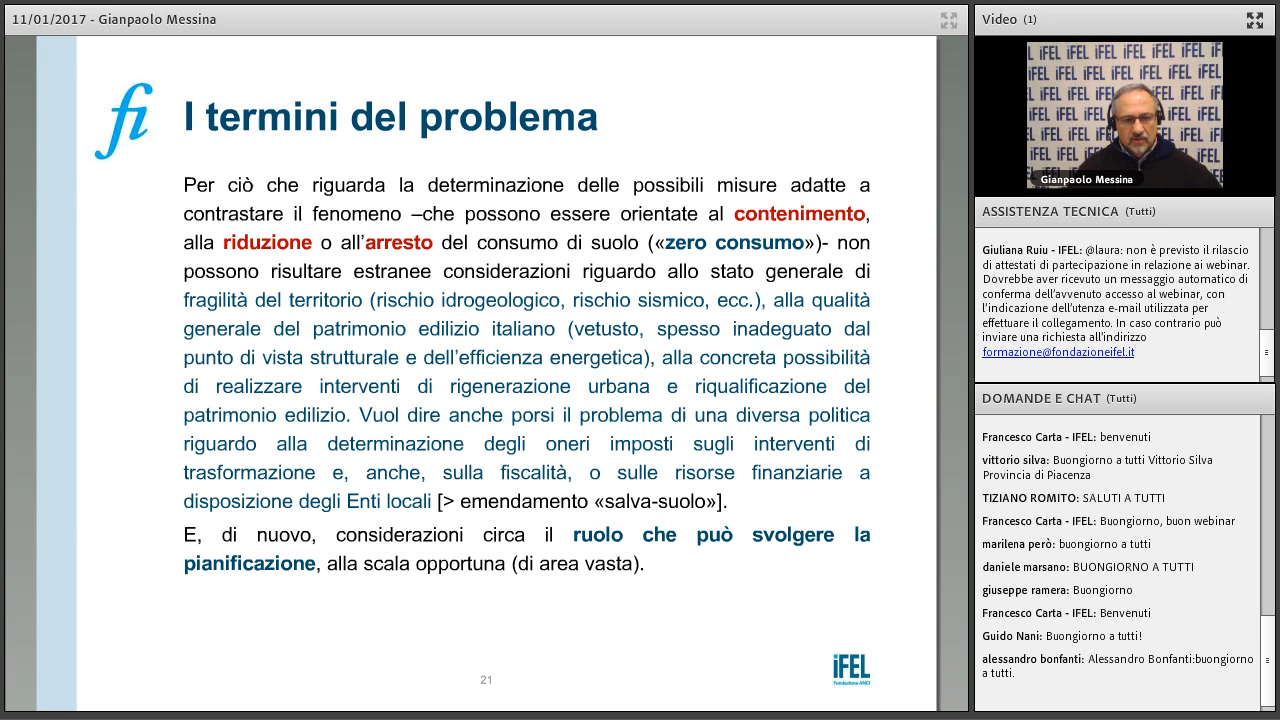 11/01/2017 - Gianpaolo Messina
fi
I termini del problema
Per ciò che riguarda la determinazione delle possibili misure adatte a
contrastare il fenomeno –che possono essere orientate al contenimento,
alla riduzione o all'arresto del consumo di suolo («zero consumo»)- non
possono risultare estranee considerazioni riguardo allo stato generale di
fragilità del territorio (rischio idrogeologico, rischio sismico, ecc.), alla qualità
generale del patrimonio edilizio italiano (vetusto, spesso inadeguato dal
punto di vista strutturale e dell'efficienza energetica), alla concreta possibilità
di realizzare interventi di rigenerazione urbana e riqualificazione del
patrimonio edilizio. Vuol dire anche porsi il problema di una diversa politica
riguardo alla determinazione degli oneri imposti sugli interventi di
trasformazione e, anche, sulla fiscalità, o sulle risorse finanziarie a
disposizione degli Enti locali [> emendamento «salva-suolo»].
E, di nuovo, considerazioni circa il ruolo che può svolgere la
pianificazione, alla scala opportuna (di area vasta).
21
iFEL
Fondazione ANCI
Video (1)
iFEL iFEL iFEL iFEL
Gianpaolo Messina
ASSISTENZA TECNICA (Tutti)
Giuliana Ruiu - IFEL: @laura: non è previsto il rilascio
di attestati di partecipazione in relazione ai webinar.
Dovrebbe aver ricevuto un messaggio automatico di
conferma dell'avvenuto accesso al webinar, con
l'indicazione dell'utenza e-mail utilizzata per
effettuare il collegamento. In caso contrario può
inviare una richiesta all'indirizzo
formazione@fondazioneifel.it
DOMANDE E CHAT (Tutti)
Francesco Carta - IFEL: benvenuti
vittorio silva: Buongiorno a tutti Vittorio Silva
Provincia di Piacenza
TIZIANO ROMITO: SALUTI A TUTTI
Francesco Carta - IFEL: Buongiorno, buon webinar
marilena però: buongiorno a tutti
daniele marsano: BUONGIORNO A TUTTI
giuseppe ramera: Buongiorno
Francesco Carta - IFEL: Benvenuti
Guido Nani: Buongiorno a tutti!
alessandro bonfanti: Alessandro Bonfanti:buongiorno
a tutti.